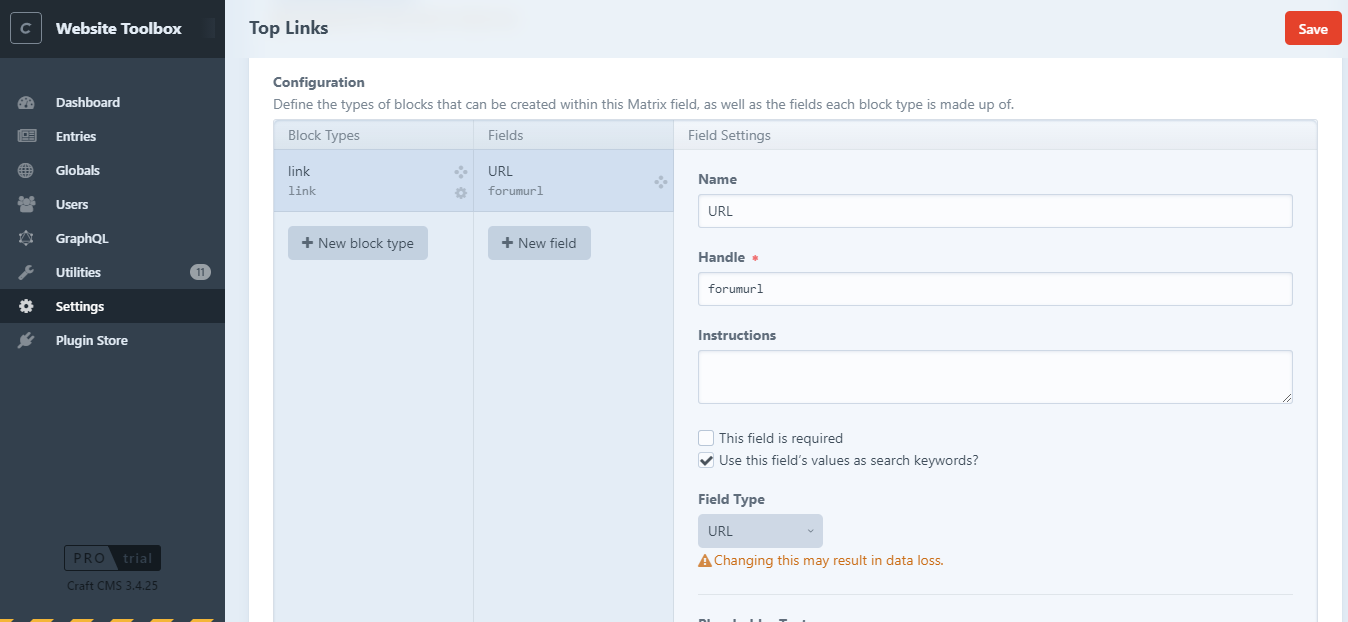 C
Website Toolbox
Top Links
Save
Dashboard
Entries
Globals
Users
GraphQL
Utilities
11
Settings
Plugin Store
PRO trial
Craft CMS 3.4.25
Configuration
Define the types of blocks that can be created within this Matrix field, as well as the fields each block type is made up of.
Block Types
Fields
Field Settings
link
link
New block type
URL
forumurl
New field
Name
URL
Handle *
forumurl
Instructions
This field is required
Use this field’s values as search keywords?
Field Type
URL
Changing this may result in data loss.